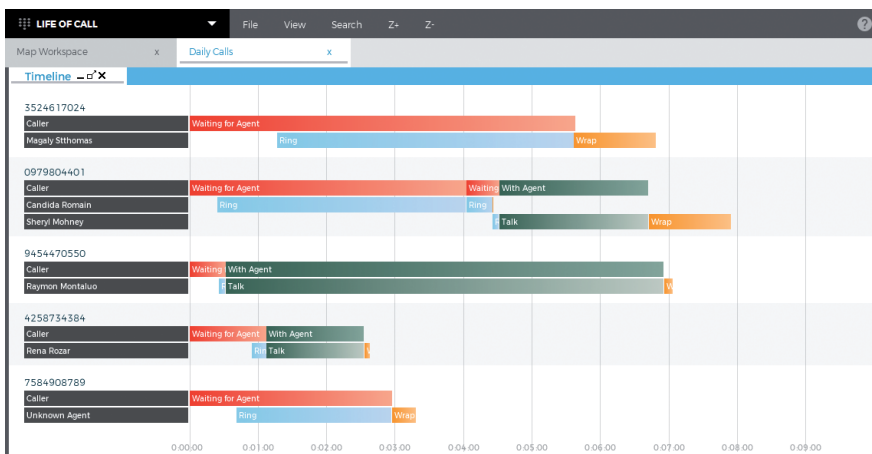 LIFE OF CALL File View Search Z+ Z-
Map Workspace x Daily Calls x
Timeline
3524617024
Caller Waiting for Agent
Magaly Stthomas Ring Wrap
0979804401
Caller Waiting for Agent Waiting With Agent
Candida Romain Ring Ring
Sheryl Mohney Talk Wrap
9454470550
Caller Waiting With Agent
Raymon Montaluo Talk
4258734384
Caller Waiting for Agent With Agent
Rena Rozar Rin Talk
7584908789
Caller Waiting for Agent
Unknown Agent Ring Wrap
0:00:00 0:01:00 0:02:00 0:03:00 0:04:00 0:05:00 0:06:00 0:07:00 0:08:00 0:09:00